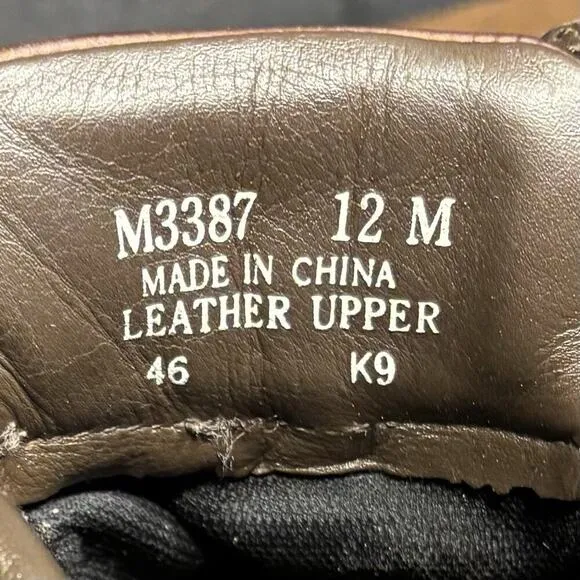 M3387 12 M
MADE IN CHINA
LEATHER UPPER
46 K9